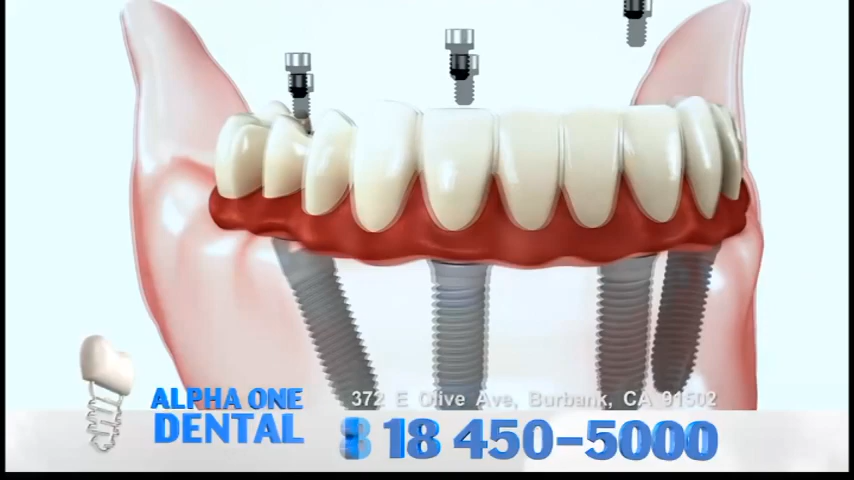 ALPHA ONE
DENTAL
372 E Olive Ave, Burbank, CA 91502
818 450-5000